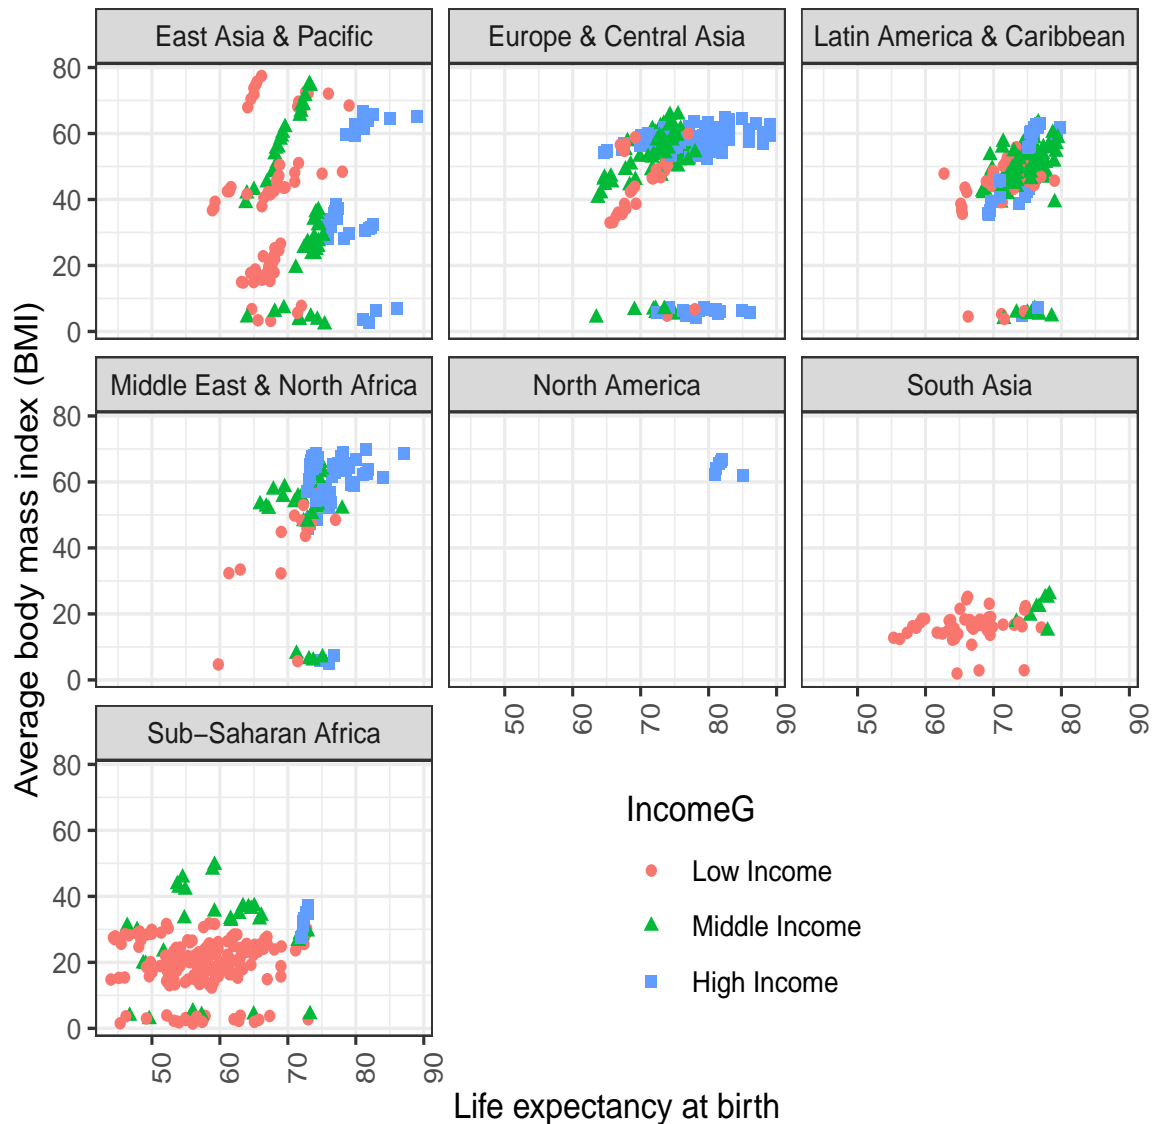 East Asia & Pacific
Europe & Central Asia
Latin America & Caribbean
80
60
40
20
0
Middle East & North Africa
North America
South Asia
80
60
40
20
0
50
60
70
80
90
50
60
70
80
90
Sub−Saharan Africa
80
60
40
20
0
50
60
70
80
90
Average body mass index (BMI)
Life expectancy at birth
IncomeG
Low Income
Middle Income
High Income